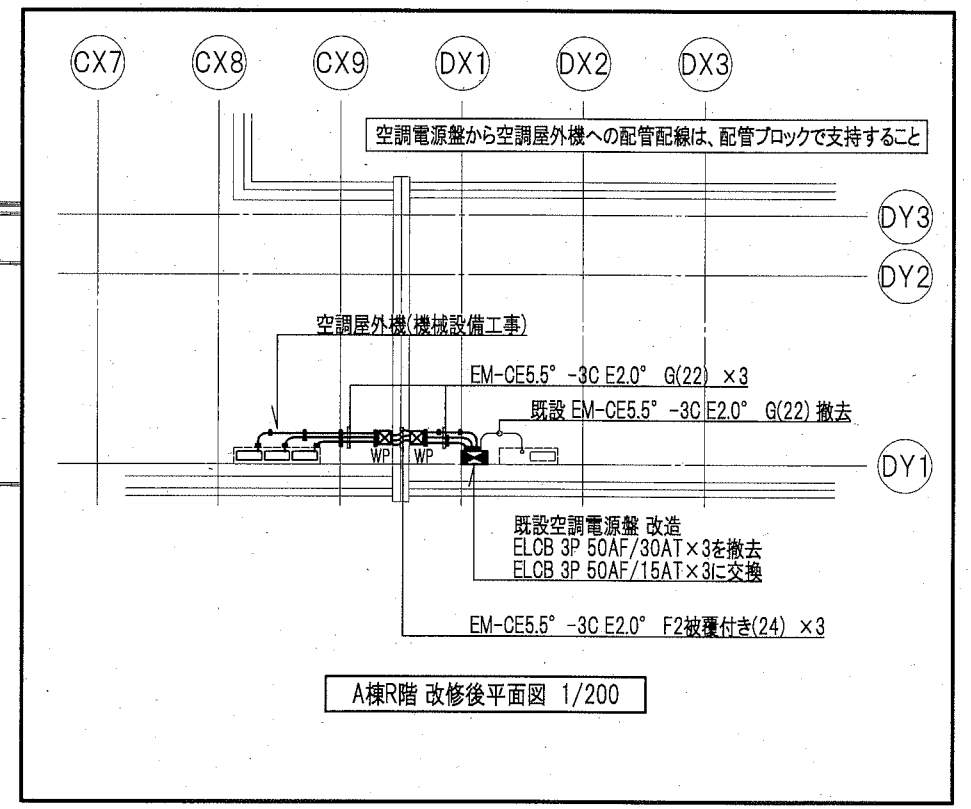 CX7
CX8
CX9
DX1
DX2
DX3
空調電源盤から空調屋外機への配管配線は、配管ブロックで支持すること
DY3
DY2
空調屋外機(機械設備工事)
EM-CE5.5° -3C E2.0° G(22) ×3
既設 EM-CE5.5° -3C E2.0° G(22) 撤去
WP
WP
DY1
既設空調電源盤 改造
ELCB 3P 50AF/30AT×3を撤去
ELCB 3P 50AF/15AT×3に交換
EM-CE5.5° -3C E2.0° F2被覆付き(24) ×3
A棟R階 改修後平面図 1/200